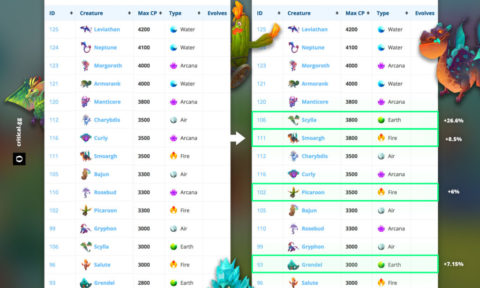 critical.gg
ID Creature Max CP Type Evolves
125 Leviathan 4200 Water
124 Neptune 4100 Water
123 Morgorath 4000 Arcana
121 Armorank 4000 Water
120 Manticore 3800 Arcana
112 Charybdis 3500 Air
116 Curly 3500 Arcana
111 Smoargh 3500 Fire
105 Bajun 3300 Air
110 Rosebud 3300 Arcana
102 Picaroon 3300 Fire
99 Gryphon 3000 Air
106 Scylla 3000 Earth
96 Salute 3000 Fire
93 Grendel 2800 Earth
ID Creature Max CP Type Evolves
125 Leviathan 4200 Water
124 Neptune 4100 Water
123 Morgorath 4000 Arcana
121 Armorank 4000 Water
120 Manticore 3800 Arcana
106 Scylla 3800 Earth +26.6%
111 Smoargh 3800 Fire +8.5%
112 Charybdis 3500 Air
116 Curly 3500 Arcana
102 Picaroon 3500 Fire +6%
105 Bajun 3300 Air
110 Rosebud 3300 Arcana
99 Gryphon 3000 Air
93 Grendel 3000 Earth +7.15%
96 Salute 3000 Fire